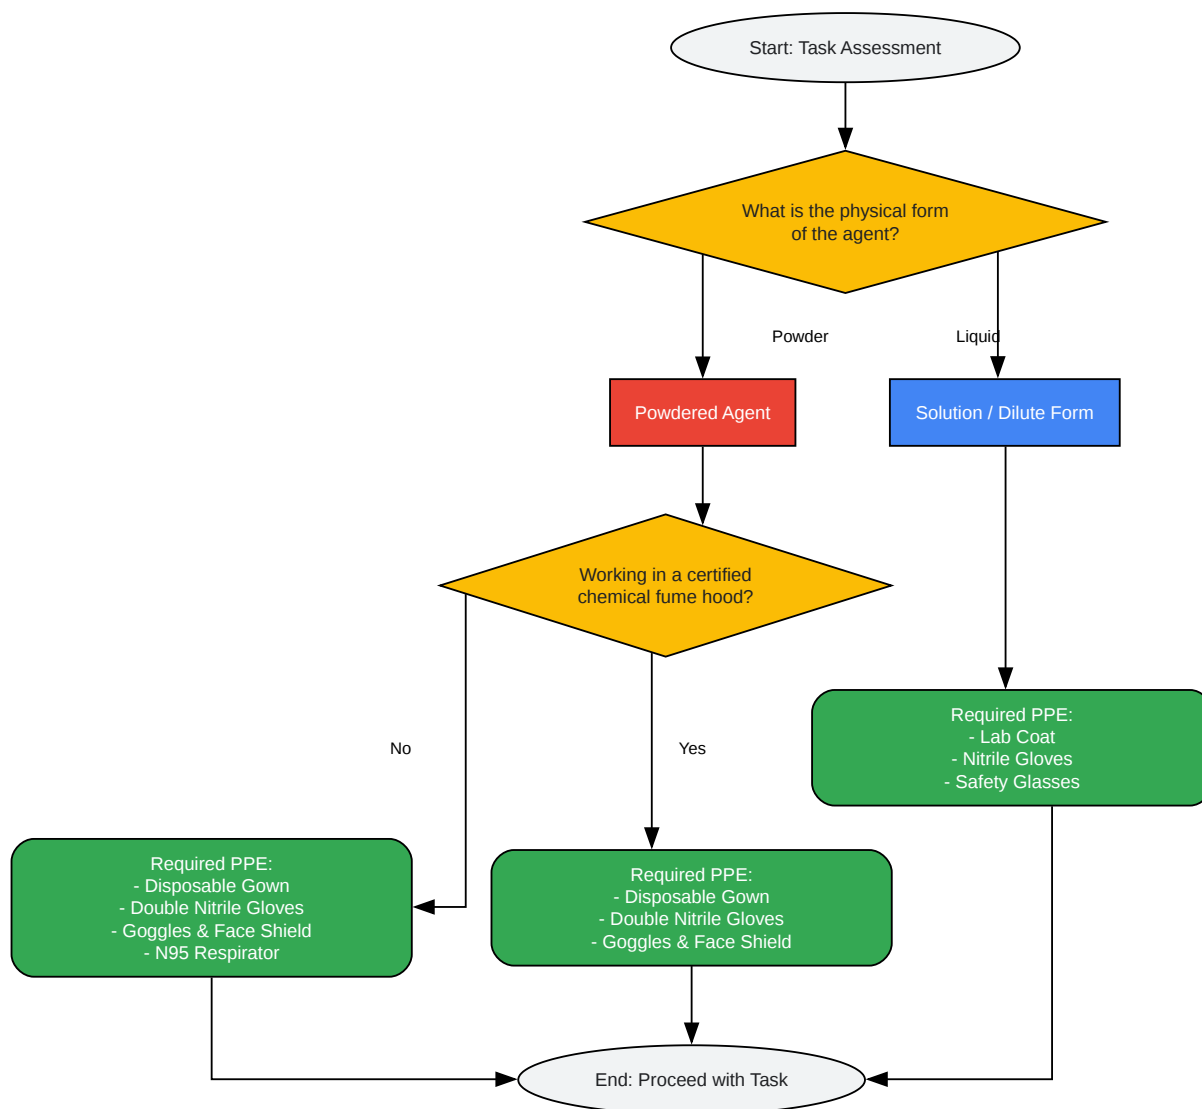 Start: Task Assessment
What is the physical form
of the agent?
Powder
Liquid
Powdered Agent
Solution / Dilute Form
Working in a certified
chemical fume hood?
No
Yes
Required PPE:
- Lab Coat
- Nitrile Gloves
- Safety Glasses
Required PPE:
- Disposable Gown
- Double Nitrile Gloves
- Goggles & Face Shield
- N95 Respirator
Required PPE:
- Disposable Gown
- Double Nitrile Gloves
- Goggles & Face Shield
End: Proceed with Task